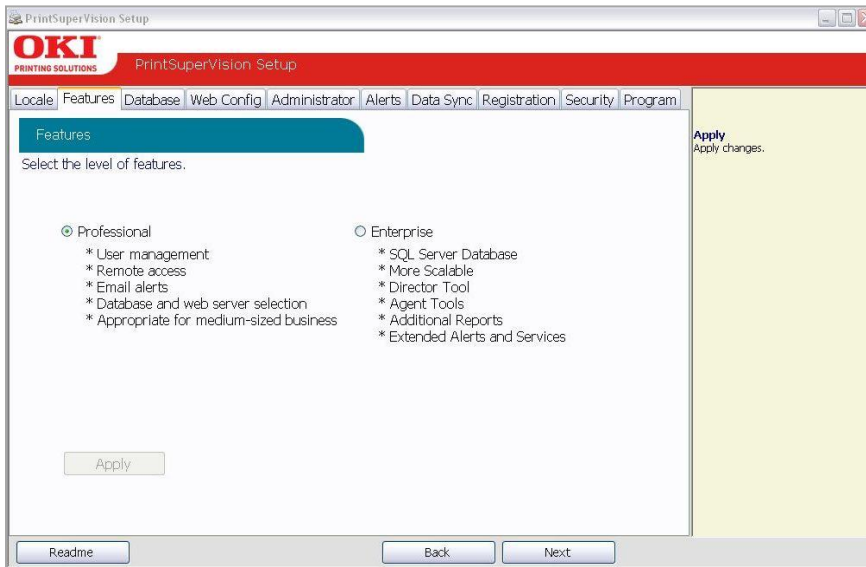 PrintSuperVision Setup
OKI
PRINTING SOLUTIONS
PrintSuperVision Setup
Locale Features Database Web Config Administrator Alerts Data Sync Registration Security Program
Features
Select the level of features.
Professional
* User management
* Remote access
* Email alerts
* Database and web server selection
* Appropriate for medium-sized business
Enterprise
* SQL Server Database
* More Scalable
* Director Tool
* Agent Tools
* Additional Reports
* Extended Alerts and Services
Apply
Apply
Apply changes.
Readme
Back
Next